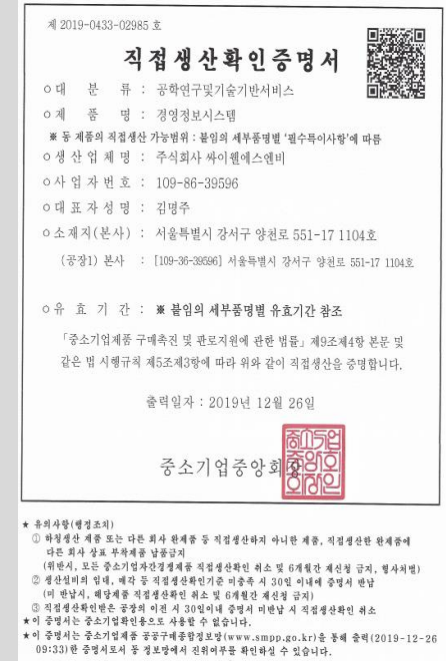 제 2019-0433-02985 호
직접생산확인증명서
ㅇ대 분 류 : 공학연구및기술기반서비스
ㅇ제 품 명 : 경영정보시스템
※ 동 제품의 직접생산 가능범위 : 붙임의 세부품명별 '필수특이사항'에 따름
ㅇ생 산 업 체 명 : 주식회사 싸이웰에스엔비
ㅇ사 업 자 번 호 : 109-86-39596
ㅇ대 표 자 성 명 : 김명주
ㅇ소 재 지(본사) : 서울특별시 강서구 양천로 551-17 1104호
(공장1) 본사 : [109-36-39596] 서울특별시 강서구 양천로 551-17 1104호
ㅇ유 효 기 간 : ※ 붙임의 세부품명별 유효기간 참조
「중소기업제품 구매촉진 및 판로지원에 관한 법률」제9조제4항 본문 및
같은 법 시행규칙 제5조제3항에 따라 위와 같이 직접생산을 증명합니다.
출력일자 : 2019년 12월 26일
중소기업중앙회장
★ 유의사항(행정조치)
① 하청생산 제품 또는 다른 회사 완제품 등 직접생산하지 아니한 제품, 직접생산한 완제품에
다른 회사 상표 부착제품 납품금지
(위반시, 모든 중소기업자간경쟁제품 직접생산확인 취소 및 6개월간 재신청 금지, 형사처벌)
② 생산설비의 임대, 매각 등 직접생산확인기준 미충족 시 30일 이내에 증명서 반납
(미 반납시, 해당제품 직접생산확인 취소 및 6개월간 재신청 금지)
③ 직접생산확인받은 공장의 이전 시 30일이내 증명서 미반납 시 직접생산확인 취소
★이 증명서는 중소기업확인용으로 사용할 수 없습니다.
★이 증명서는 중소기업제품 공공구매종합정보망(www.smpp.go.kr)을 통해 출력(2019-12-26
09:33)한 증명서로서 동 정보망에서 진위여부를 확인하실 수 있습니다.